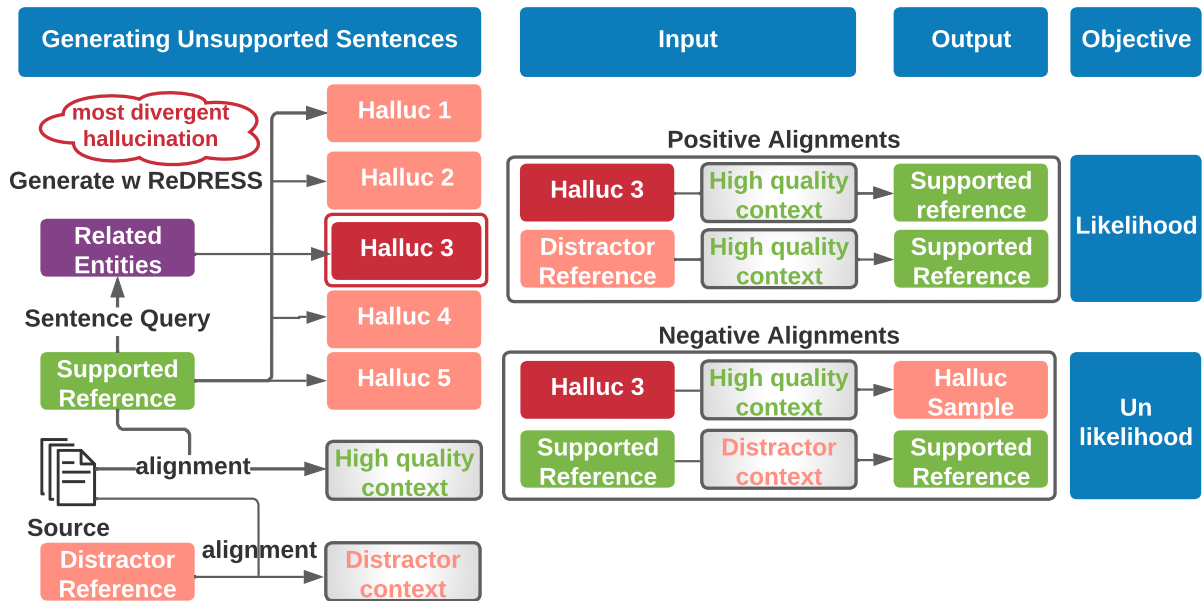 Generating Unsupported Sentences
Input
Output
Objective
most divergent
hallucination
Generate w ReDRESS
Related
Entities
Sentence Query
Supported
Reference
alignment
Source
Distractor
Reference
alignment
Halluc 1
Halluc 2
Halluc 3
Halluc 4
Halluc 5
High quality
context
Distractor
context
Positive Alignments
Halluc 3
High quality
context
Supported
reference
Distractor
Reference
High quality
context
Supported
Reference
Likelihood
Negative Alignments
Halluc 3
High quality
context
Halluc
Sample
Supported
Reference
Distractor
context
Supported
Reference
Un
likelihood